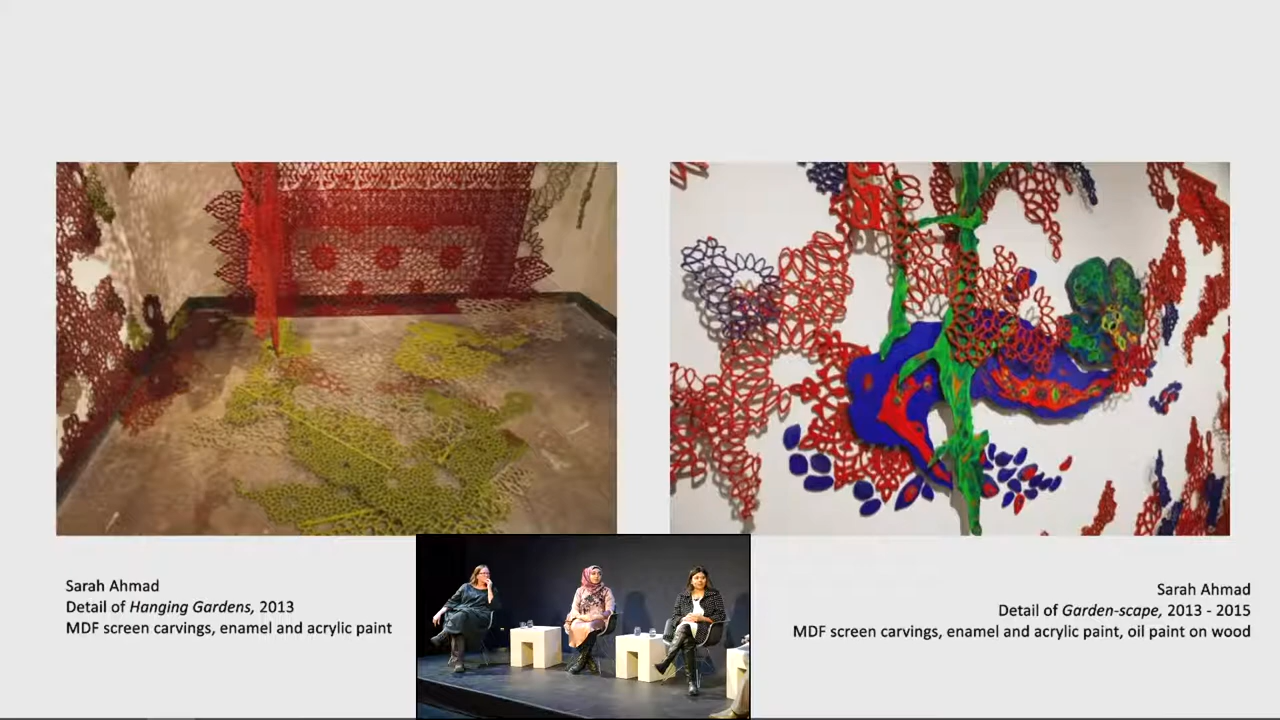 Sarah Ahmad
Detail of Hanging Gardens, 2013
MDF screen carvings, enamel and acrylic paint
Sarah Ahmad
Detail of Garden-scape, 2013 - 2015
MDF screen carvings, enamel and acrylic paint, oil paint on wood